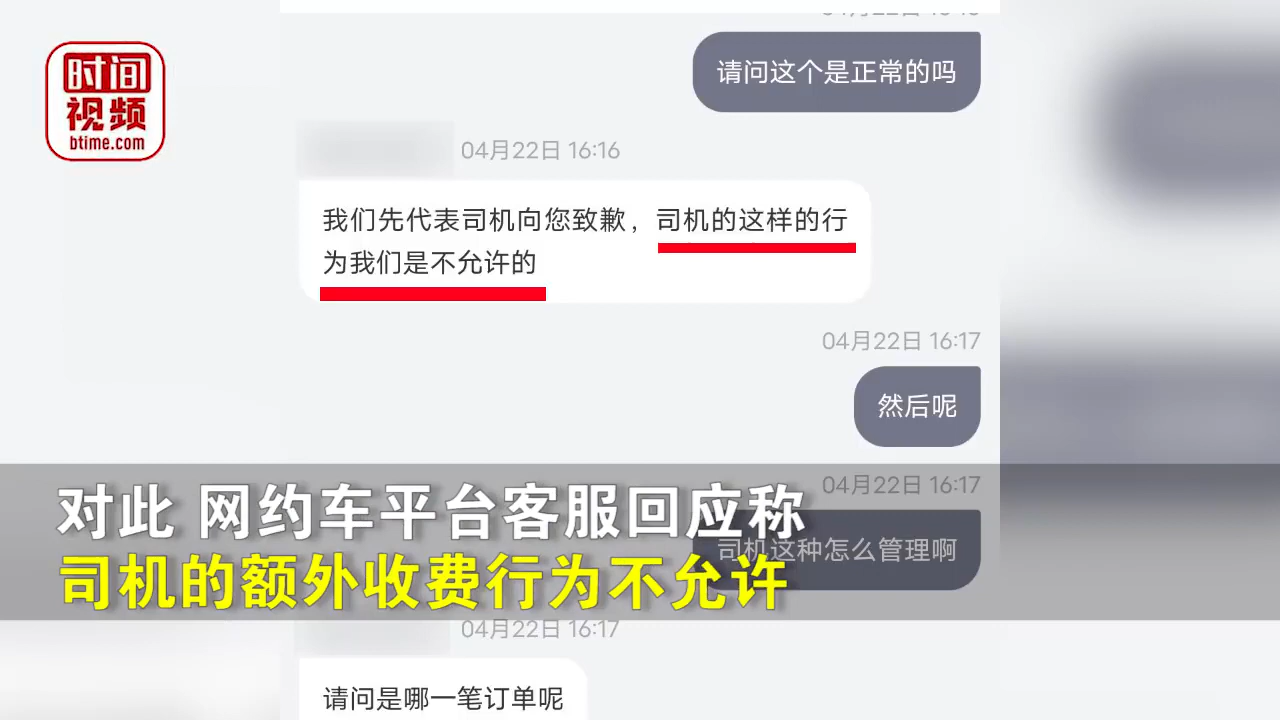 时间
视频
btime.com
请问这个是正常的吗
04月22日 16:16
我们先代表司机向您致歉，司机的这样的行
为我们是不允许的
04月22日 16:17
然后呢
04月22日 16:17
司机这种怎么管理啊
对此 网约车平台客服回应称
司机的额外收费行为不允许
04月22日 16:17
请问是哪一笔订单呢